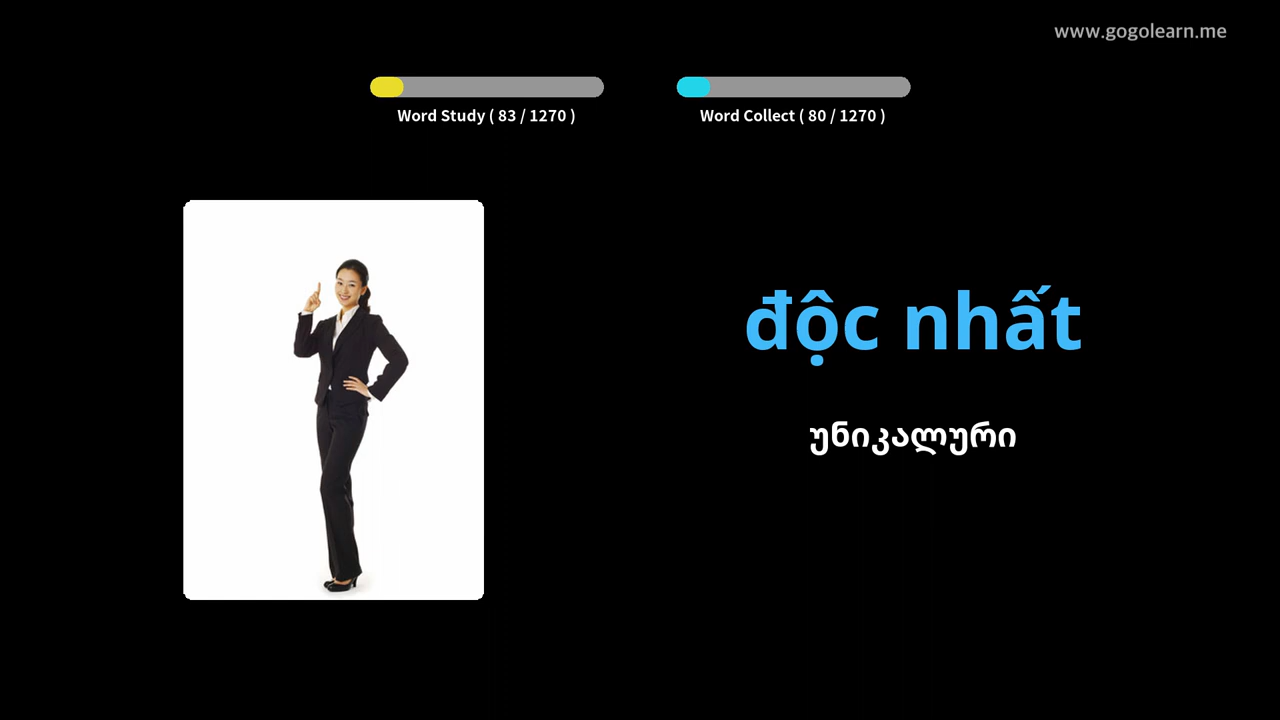 www.gogolearn.me
Word Study ( 83 / 1270 )
Word Collect ( 80 / 1270 )
độc nhất
უნიკალური